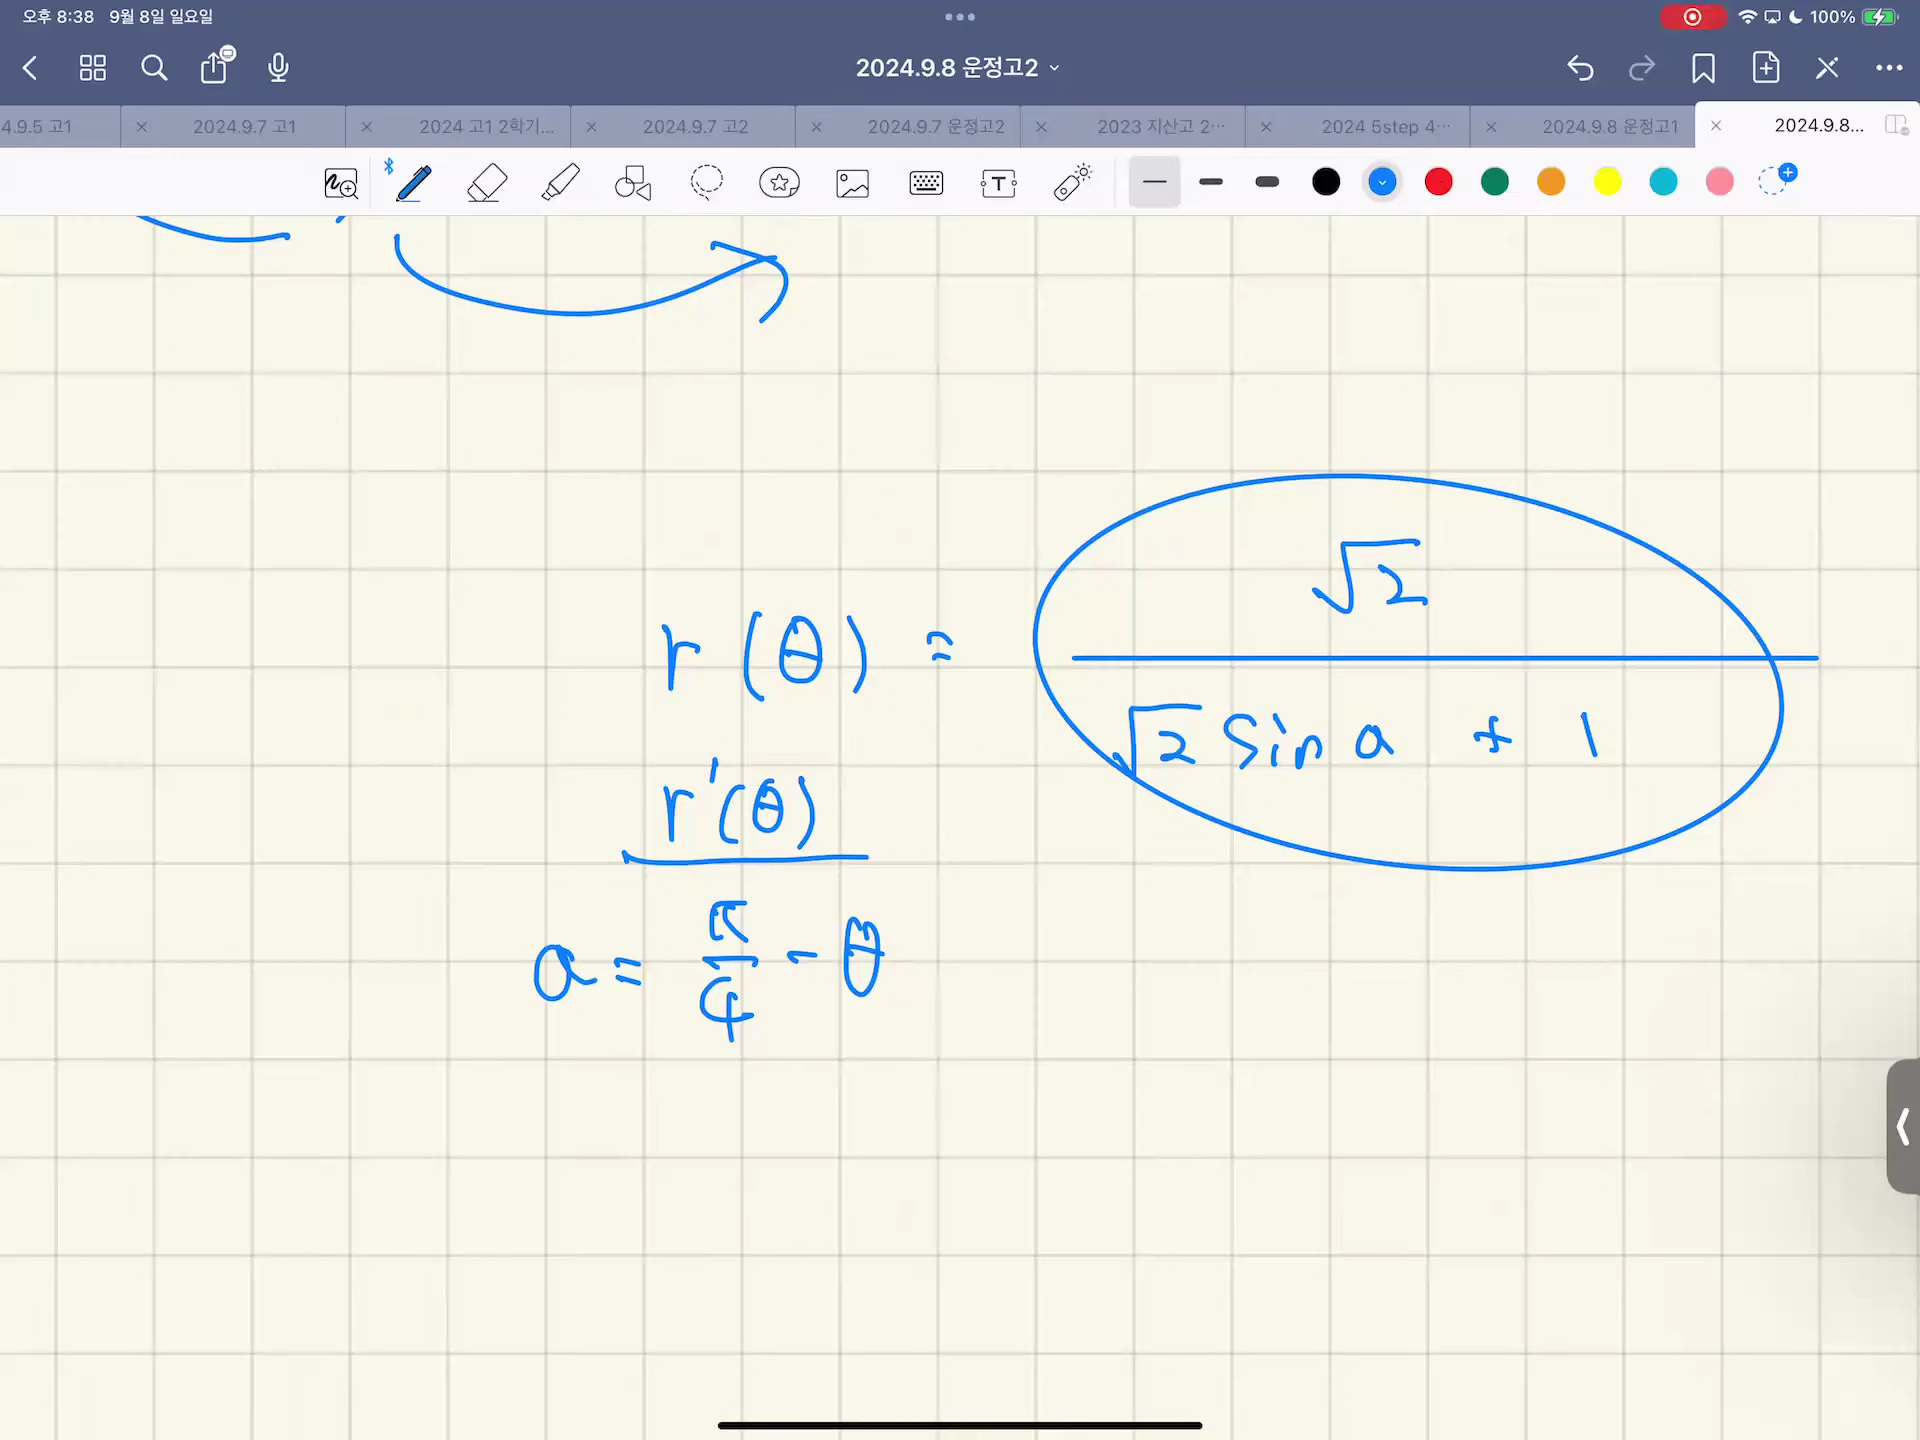 오후 8:38 9월 8일 일요일
100%
2024.9.8 운정고2
4.9.5 고1
2024.9.7 고1
2024 고1 2학기...
2024.9.7 고2
2024.9.7 운정고2
2023 지산고 2...
2024 5step 4...
2024.9.8 운정고1
2024.9.8...
T
r(θ) = √2 / (√2 sin a + 1)
r'(θ)
a = π/4 - θ